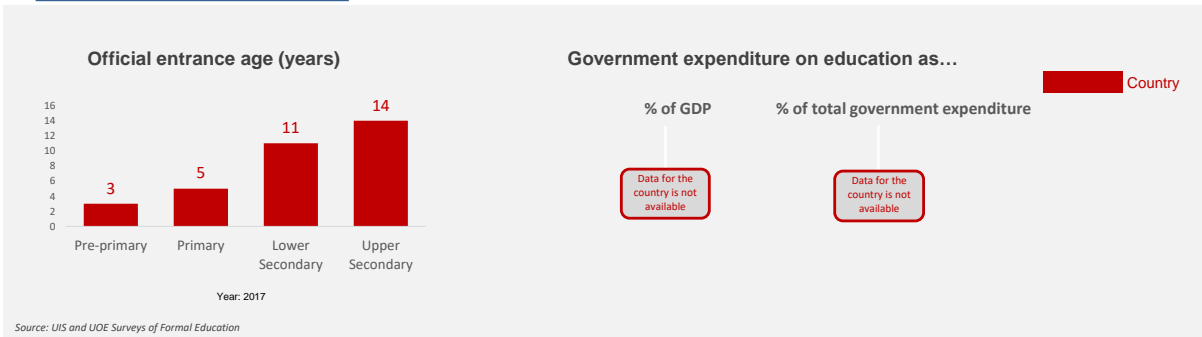 Official entrance age (years)
16
14
12
10
8
6
4
2
0
3
5
11
14
Pre-primary
Primary
Lower
Secondary
Upper
Secondary
Year: 2017
Government expenditure on education as…
Country
% of GDP
% of total government expenditure
Data for the
country is not
available
Data for the
country is not
available
Source: UIS and UOE Surveys of Formal Education